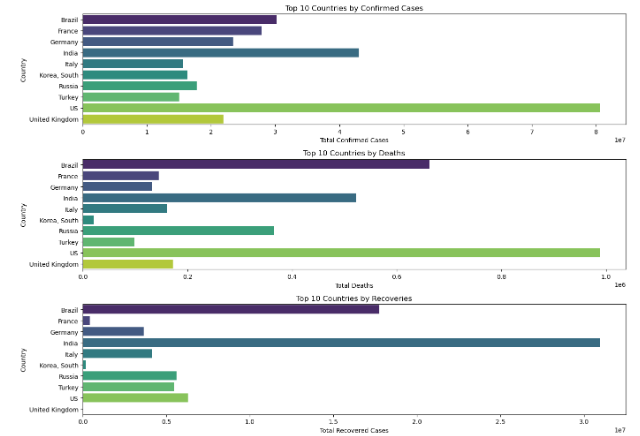 Top 10 Countries by Confirmed Cases
Country
Brazil
France
Germany
India
Italy
Korea, South
Russia
Turkey
US
United Kingdom
0 1 2 3 4 5 6 7 8
1e7
Total Confirmed Cases
Top 10 Countries by Deaths
Country
Brazil
France
Germany
India
Italy
Korea, South
Russia
Turkey
US
United Kingdom
0.0 0.2 0.4 0.6 0.8 1.0
1e6
Total Deaths
Top 10 Countries by Recoveries
Country
Brazil
France
Germany
India
Italy
Korea, South
Russia
Turkey
US
United Kingdom
0.0 0.5 1.0 1.5 2.0 2.5 3.0
1e7
Total Recovered Cases